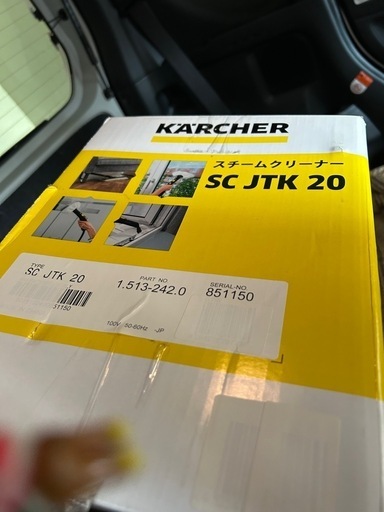 KÄRCHER
スチームクリーナー
SC JTK 20
TYPE
SC JTK 20
PART NO
1.513-242.0
SERIAL-NO
851150
51150
100V 50-60Hz JP